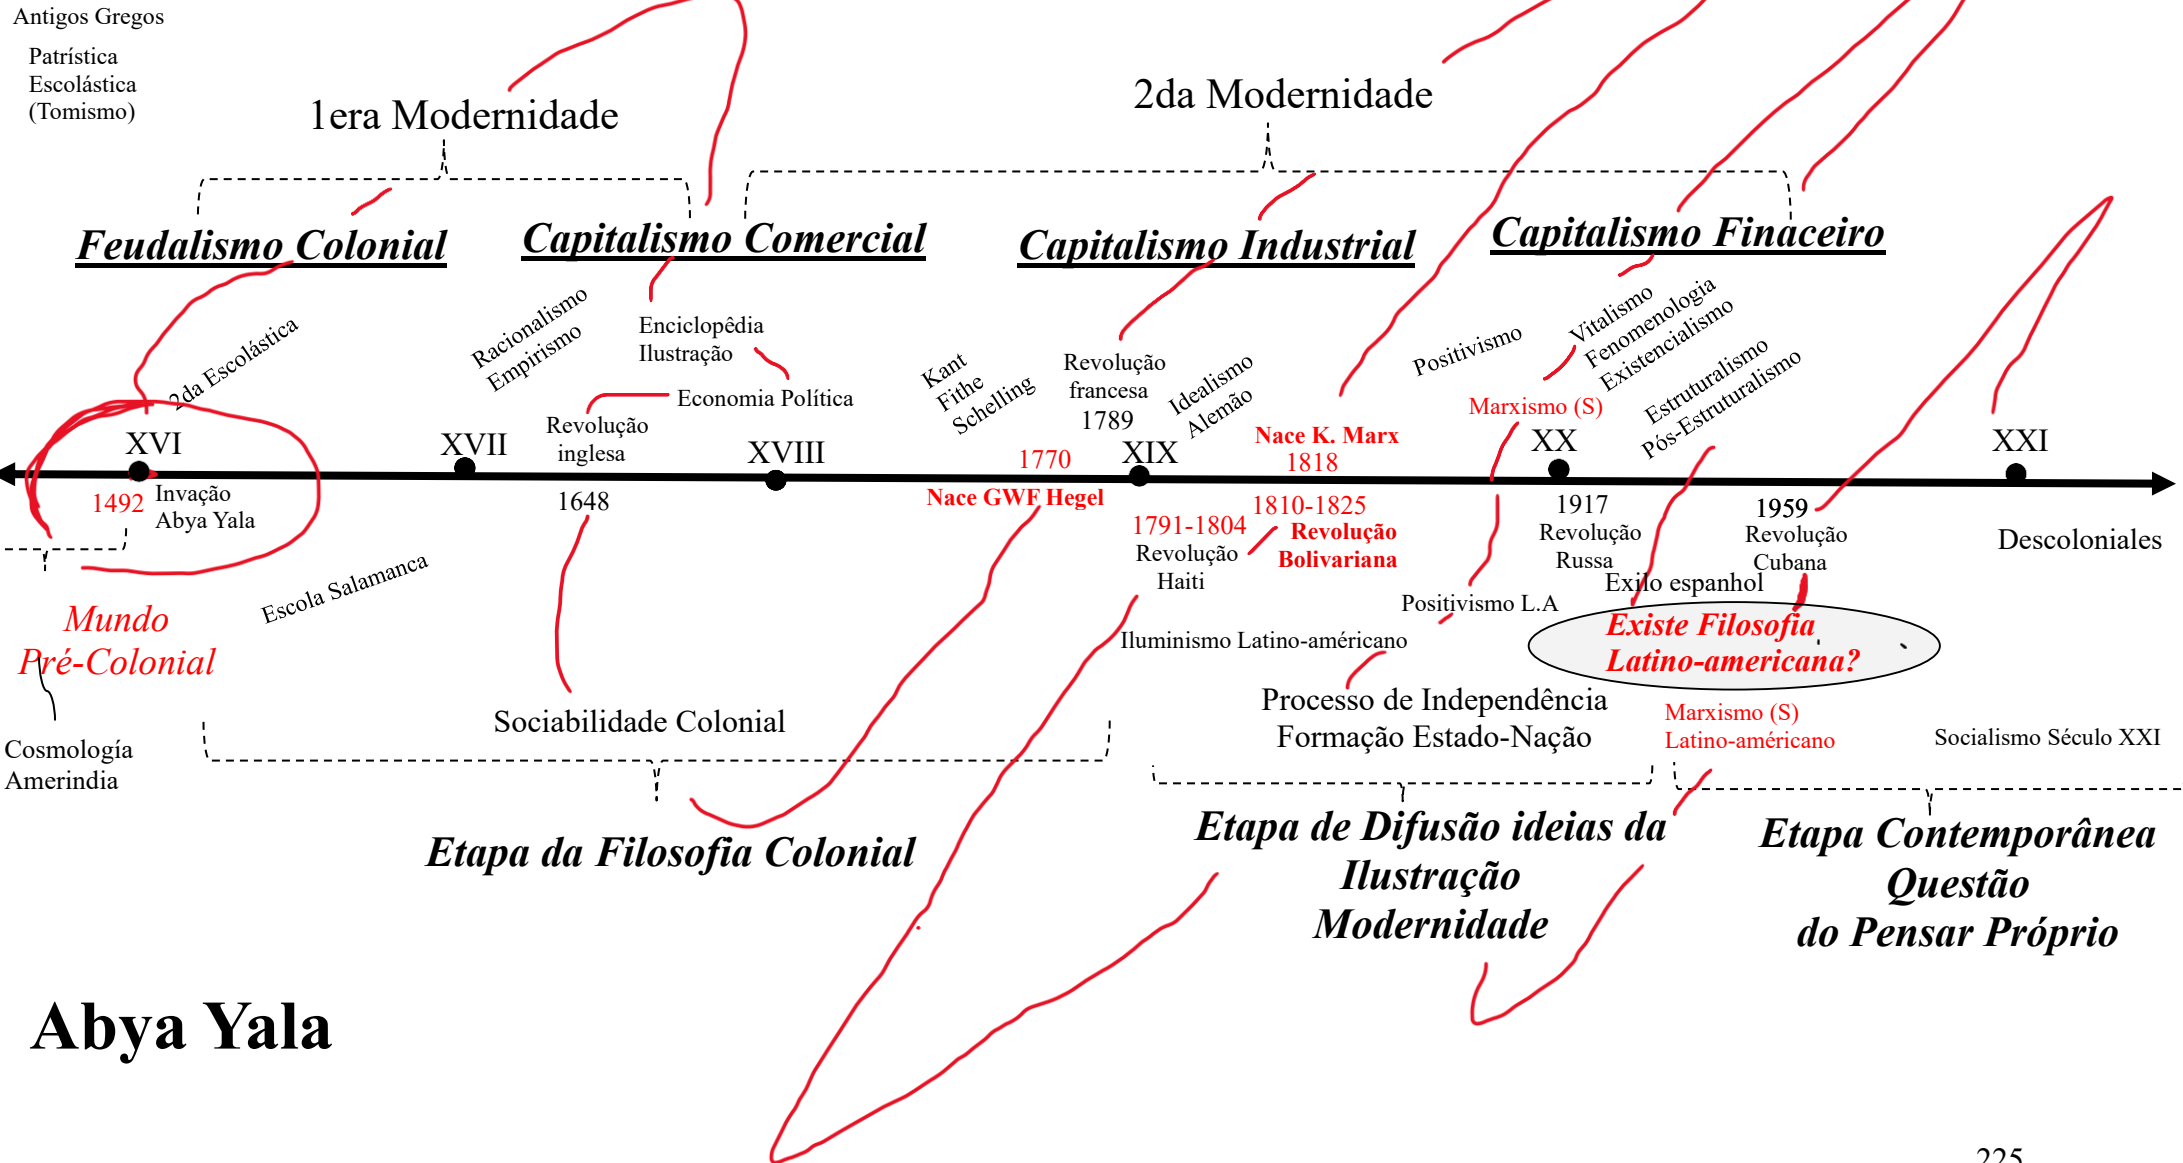 Antigos Gregos
Patrística
Escolástica
(Tomismo)
1era Modernidade
2da Modernidade
Feudalismo Colonial
Capitalismo Comercial
Capitalismo Industrial
Capitalismo Finaceiro
2da Escolástica
Racionalismo
Empirismo
Enciclopêdia
Ilustração
Economia Política
Revolução
inglesa
Kant
Fithe
Schelling
Revolução
francesa
1789
Idealismo
Alemão
Positivismo
Vitalismo
Fenomenologia
Existencialismo
Estruturalismo
Pós-Estruturalismo
Marxismo (S)
Nace K. Marx
1818
1770
XVI
XVII
XVIII
XIX
XX
XXI
1492
Invação
Abya Yala
1648
Nace GWF Hegel
1791-1804
Revolução
Haiti
1810-1825
Revolução
Bolivariana
1917
Revolução
Russa
1959
Revolução
Cubana
Descoloniales
Exilo espanhol
Escola Salamanca
Mundo
Pré-Colonial
Positivismo L.A
Iluminismo Latino-américano
Existe Filosofia
Latino-americana?
Cosmología
Amerindia
Sociabilidade Colonial
Processo de Independência
Formação Estado-Nação
Marxismo (S)
Latino-américano
Socialismo Século XXI
Etapa da Filosofia Colonial
Etapa de Difusão ideias da
Ilustração
Modernidade
Etapa Contemporânea
Questão
do Pensar Próprio
Abya Yala
225